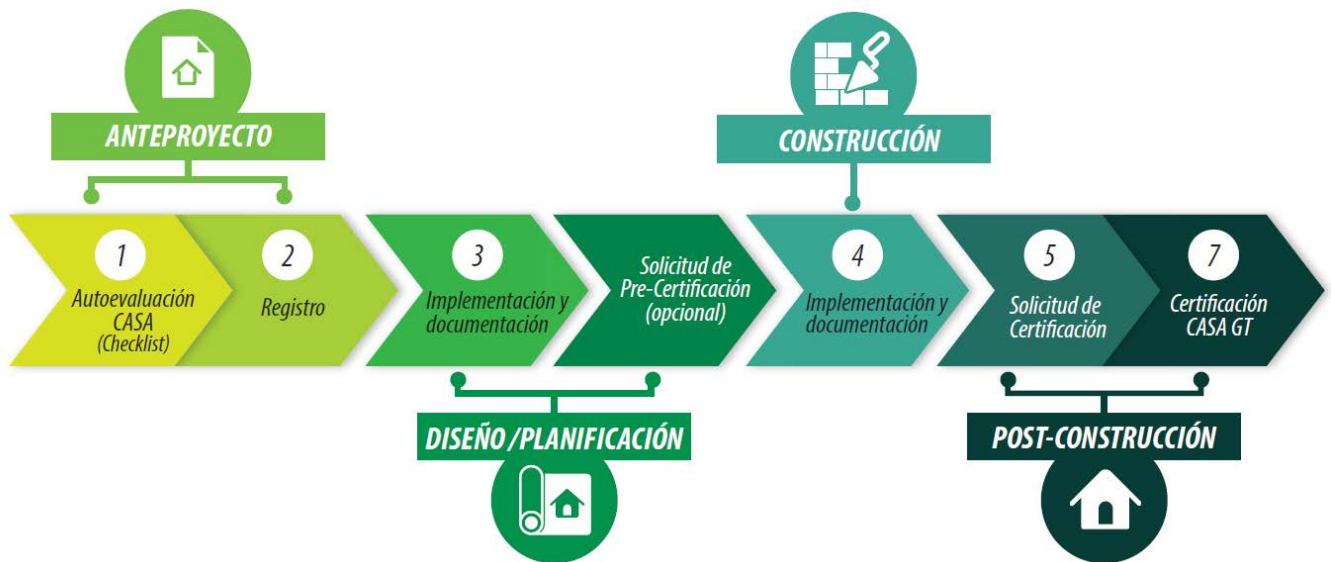 ANTEPROYECTO
CONSTRUCCIÓN
1
Autoevaluación
CASA
(Checklist)
2
Registro
3
Implementación y
documentación
Solicitud de
Pre-Certificación
(opcional)
4
Implementación y
documentación
5
Solicitud de
Certificación
7
Certificación
CASA GT
DISEÑO /PLANIFICACIÓN
POST-CONSTRUCCIÓN